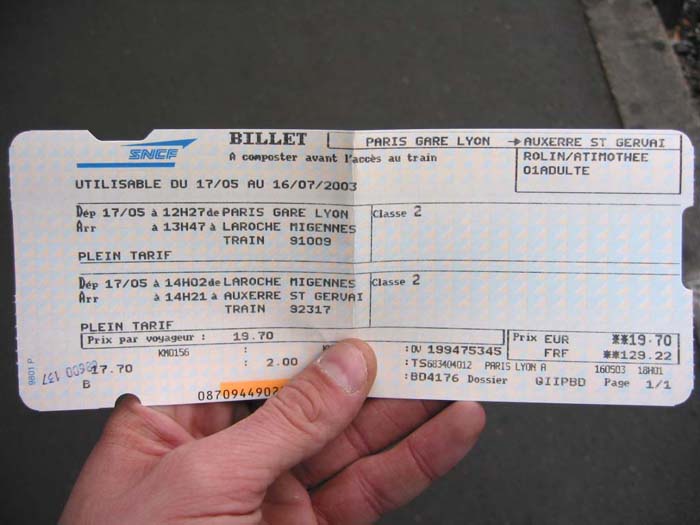 SNCF
BILLET
A composter avant l'accès au train
PARIS GARE LYON → AUXERRE ST GERVAI
ROLIN/ATIMOTHEE
01ADULTE
UTILISABLE DU 17/05 AU 16/07/2003
Dép 17/05 à 12H27 de PARIS GARE LYON
Classe 2
Arr à 13H47 à LAROCHE MIGENNES
TRAIN 91009
PLEIN TARIF
Dép 17/05 à 14H02 de LAROCHE MIGENNES
Classe 2
Arr à 14H21 à AUXERRE ST GERVAI
TRAIN 92317
PLEIN TARIF
Prix par voyageur : 19.70
Prix EUR **19.70
FRF **129.22
KM0156 :
:DV 199475345
17.70 : 2.00
:TS683404012 PARIS LYON A 160503 18H01
B
:BD4176 Dossier QIIPBD Page 1/1
9801 P